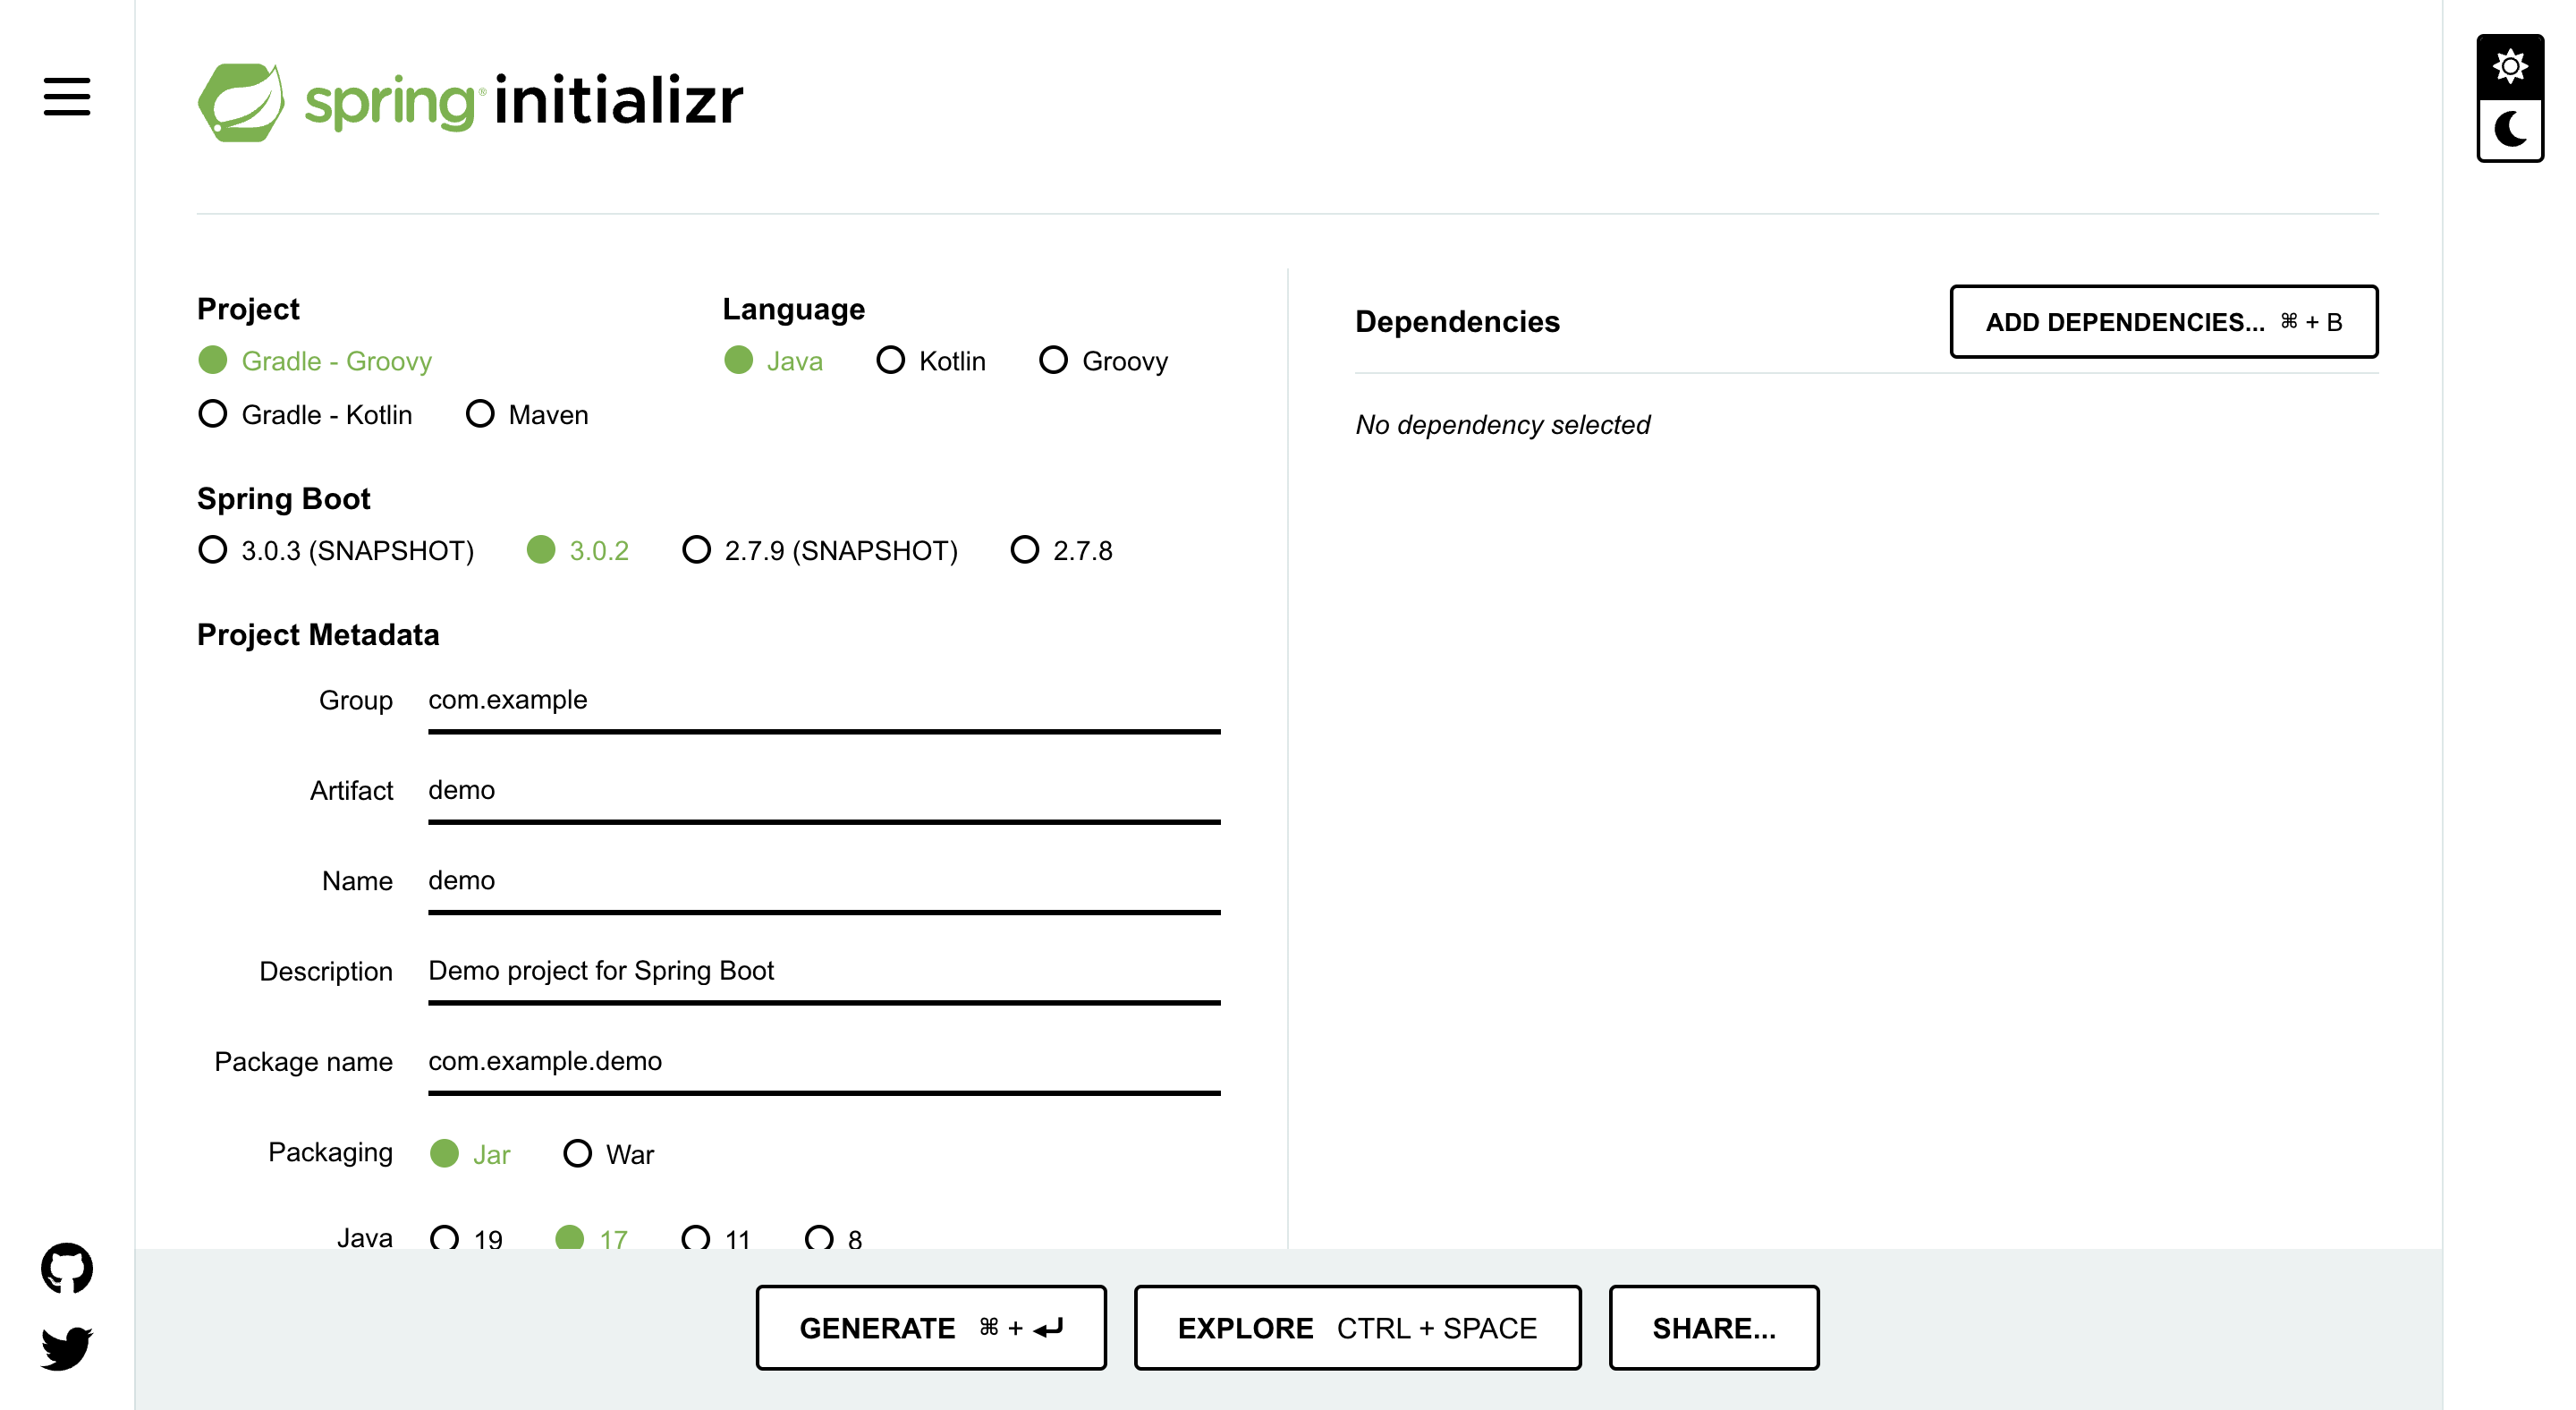 spring® initializr
Project
Gradle - Groovy
Gradle - Kotlin Maven
Language
Java Kotlin Groovy
Spring Boot
3.0.3 (SNAPSHOT) 3.0.2 2.7.9 (SNAPSHOT) 2.7.8
Project Metadata
Group com.example
Artifact demo
Name demo
Description Demo project for Spring Boot
Package name com.example.demo
Packaging Jar War
Java 19 17 11 8
Dependencies ADD DEPENDENCIES... ⌘ + B
No dependency selected
GENERATE ⌘ + ⏎ EXPLORE CTRL + SPACE SHARE...